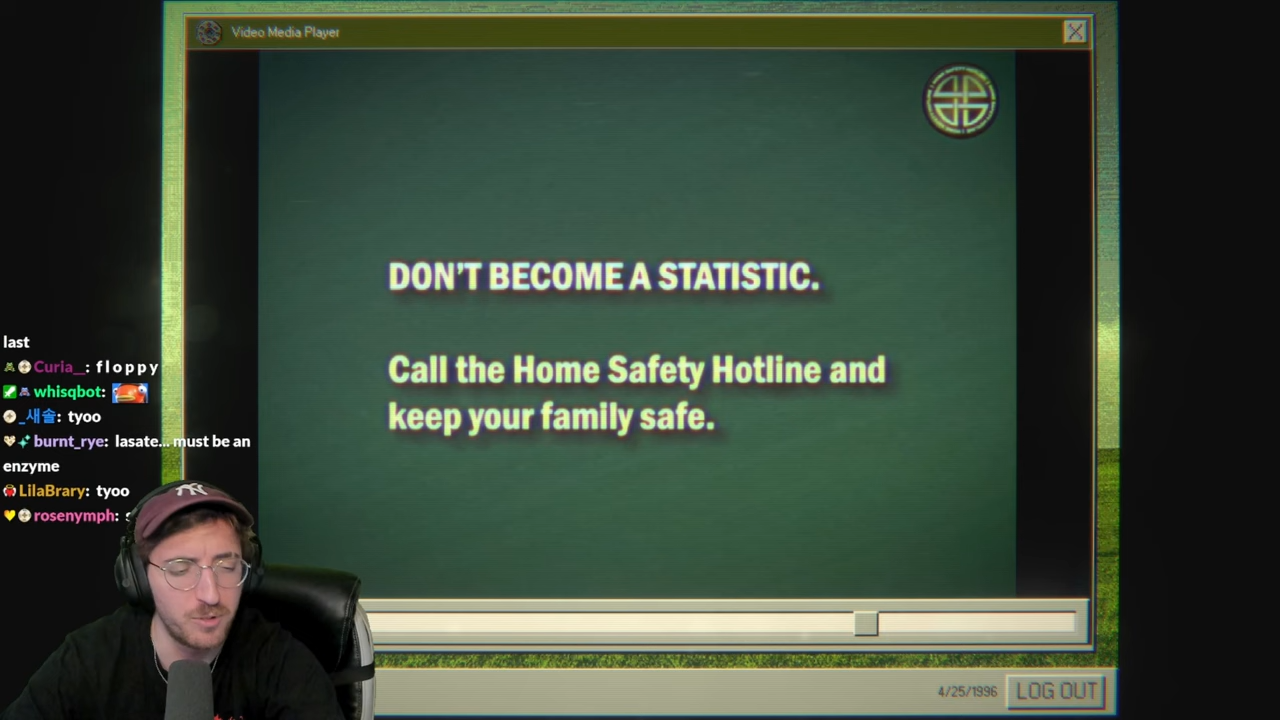 Video Media Player
DON'T BECOME A STATISTIC.
Call the Home Safety Hotline and
keep your family safe.
last
Curla__: f l o p p y
whisqbot:
_새솔: tyoo
burnt_rye: lasate... must be an
enzyme
LilaBrary: tyoo
rosenymph:
4/25/1996
LOG OUT